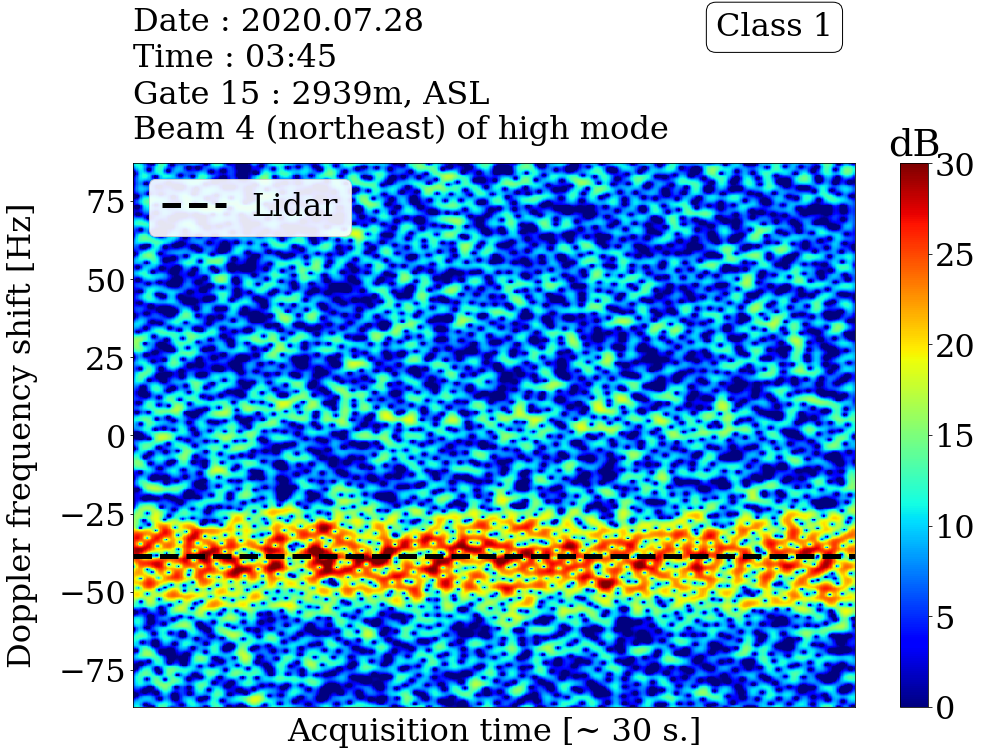 Date : 2020.07.28
Time : 03:45
Gate 15 : 2939m, ASL
Beam 4 (northeast) of high mode
Class 1
dB
Lidar
Doppler frequency shift [Hz]
75
50
25
0
−25
−50
−75
30
25
20
15
10
5
0
Acquisition time [~ 30 s.]